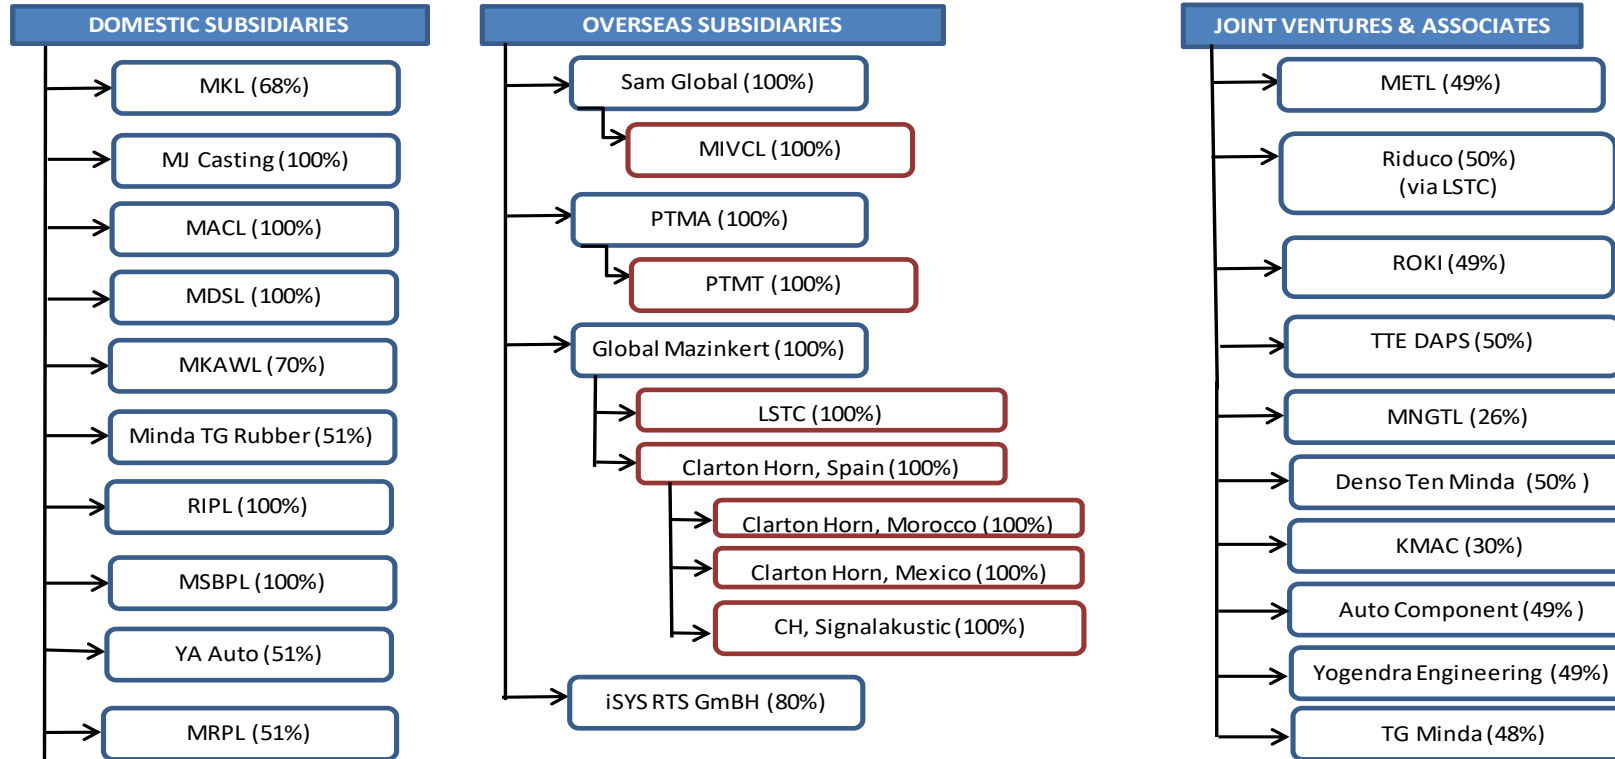 DOMESTIC SUBSIDIARIES
MKL (68%)
MJ Casting (100%)
MACL (100%)
MDSL (100%)
MKAWL (70%)
Minda TG Rubber (51%)
RIPL (100%)
MSBPL (100%)
YA Auto (51%)
MRPL (51%)
OVERSEAS SUBSIDIARIES
Sam Global (100%)
MIVCL (100%)
PTMA (100%)
PTMT (100%)
Global Mazinkert (100%)
LSTC (100%)
Clarton Horn, Spain (100%)
Clarton Horn, Morocco (100%)
Clarton Horn, Mexico (100%)
CH, Signalakustic (100%)
iSYS RTS GmBH (80%)
JOINT VENTURES & ASSOCIATES
METL (49%)
Riduco (50%)
(via LSTC)
ROKI (49%)
TTE DAPS (50%)
MNGTL (26%)
Denso Ten Minda (50% )
KMAC (30%)
Auto Component (49% )
Yogendra Engineering (49%)
TG Minda (48%)